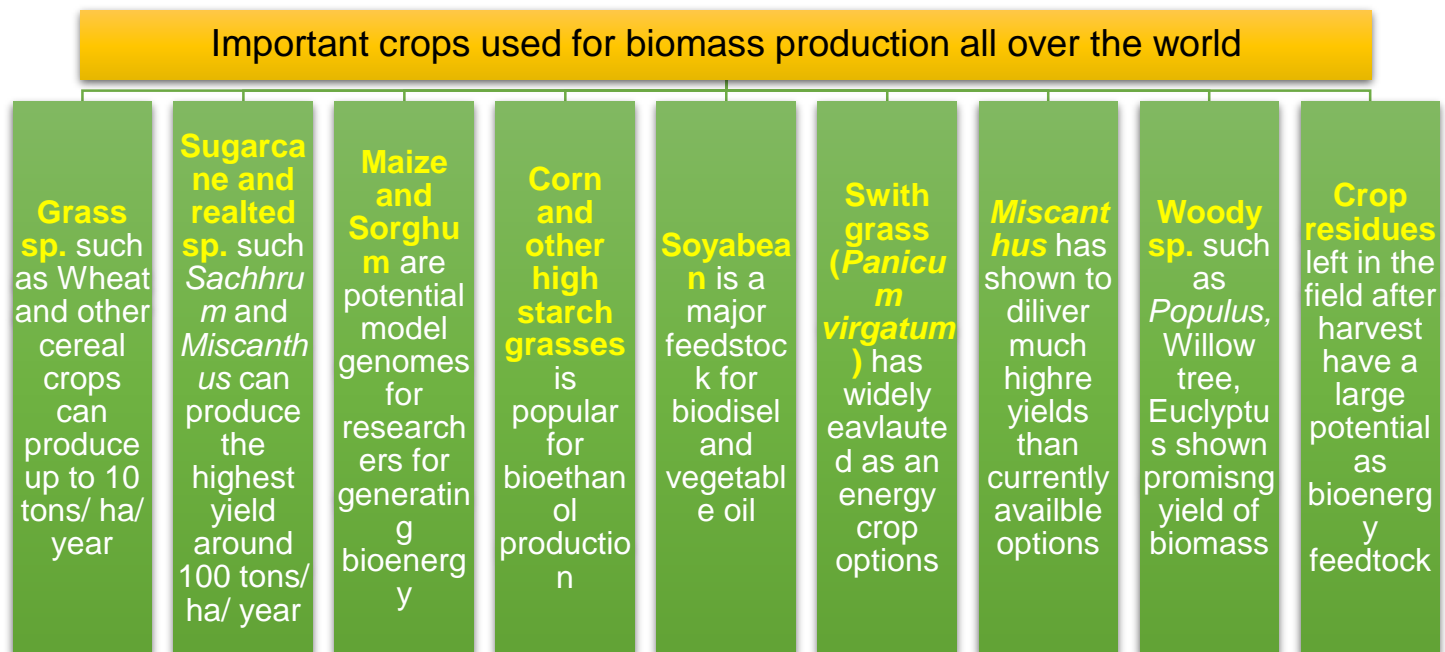 Important crops used for biomass production all over the world
Grass
sp. such
as Wheat
and other
cereal
crops
can
produce
up to 10
tons/ ha/
year
Sugarca
ne and
realted
sp. such
Sachhru
m and
Miscanth
us can
produce
the
highest
yield
around
100 tons/
ha/ year
Maize
and
Sorghu
m are
potential
model
genomes
for
research
ers for
generatin
g
bioenerg
y
Corn
and
other
high
starch
grasses
is
popular
for
bioethan
ol
productio
n
Soyabea
n is a
major
feedstoc
k for
biodisel
and
vegetabl
e oil
Swith
grass
(Panicu
m
virgatum
) has
widely
eavlaute
d as an
energy
crop
options
Miscant
hus has
shown to
diliver
much
highre
yields
than
currently
availble
options
Woody
sp. such
as
Populus,
Willow
tree,
Euclyptu
s shown
promisng
yield of
biomass
Crop
residues
left in the
field after
harvest
have a
large
potential
as
bioenerg
y
feedtock